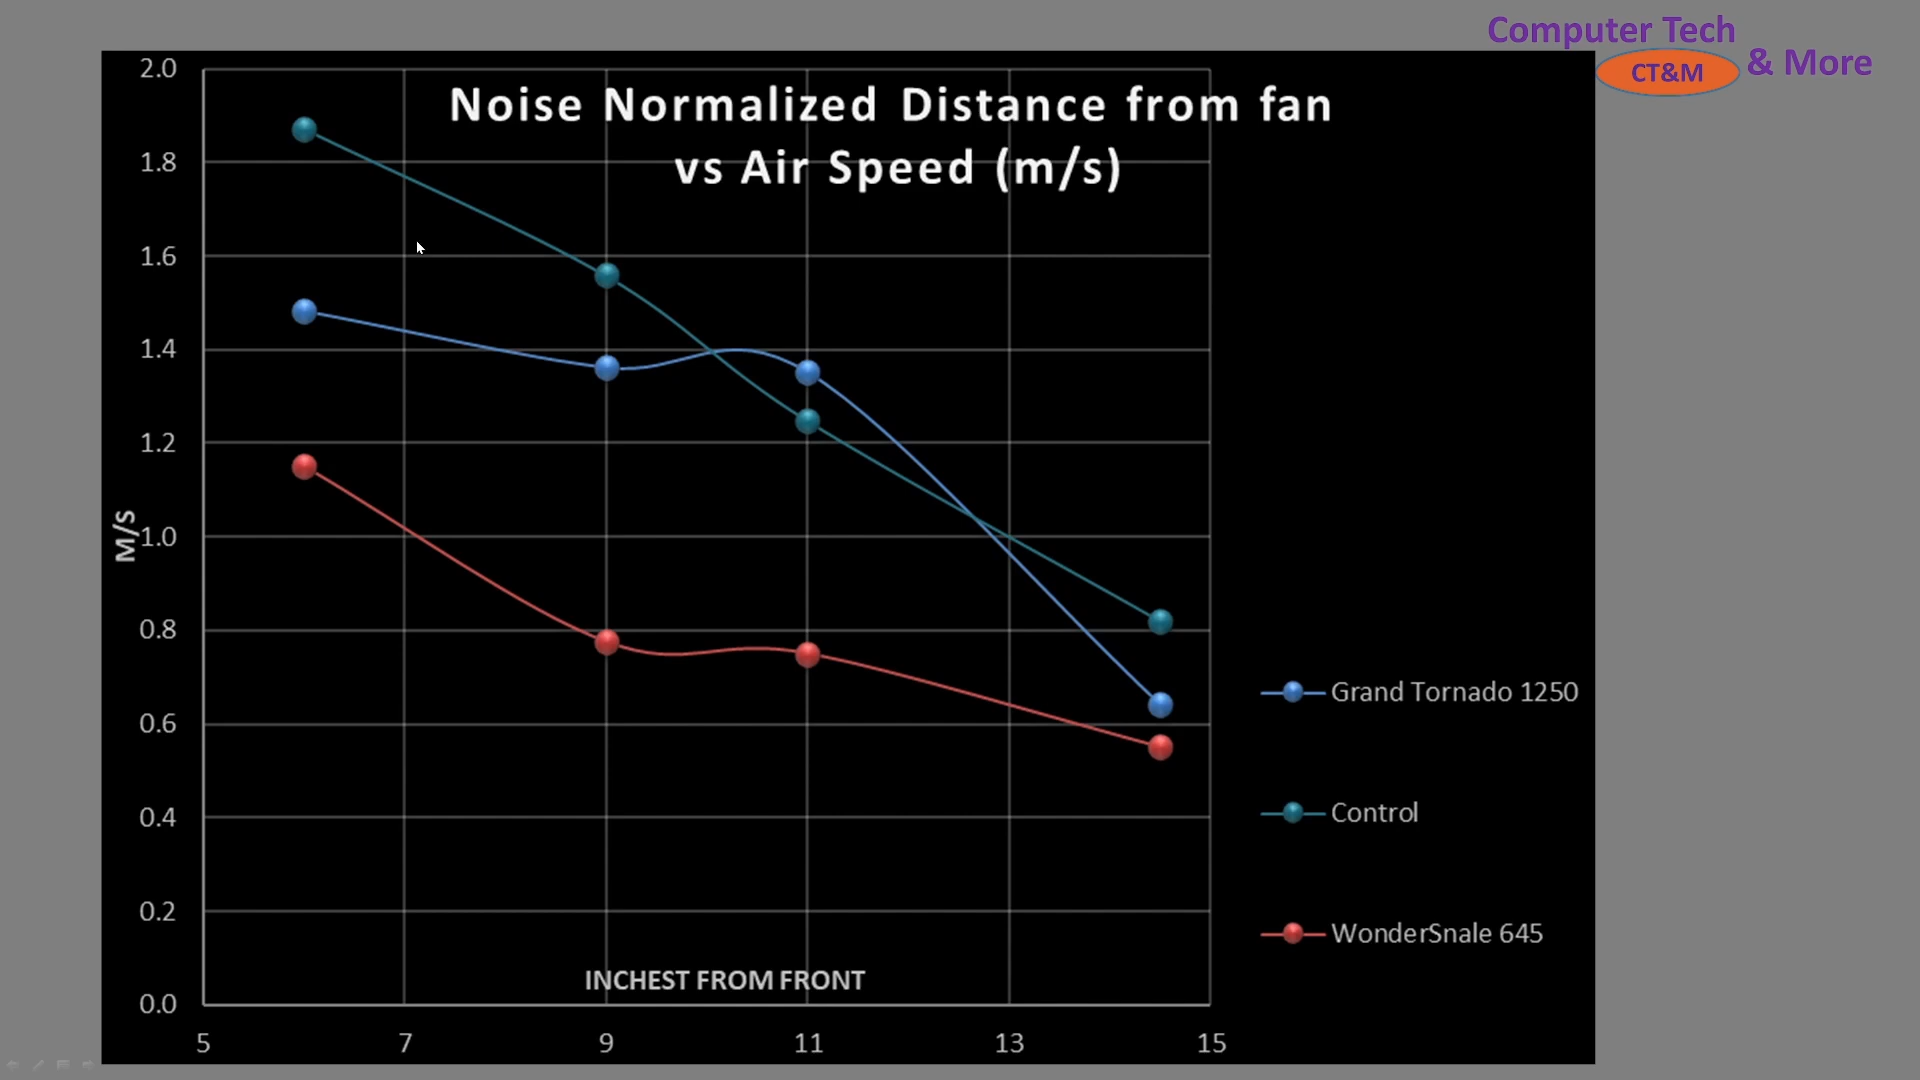 Computer Tech
CT&M
& More
Noise Normalized Distance from fan
vs Air Speed (m/s)
2.0
1.8
1.6
1.4
1.2
1.0
0.8
0.6
0.4
0.2
0.0
M/s
INCHEST FROM FRONT
5 7 9 11 13 15
Grand Tornado 1250
Control
WonderSnale 645